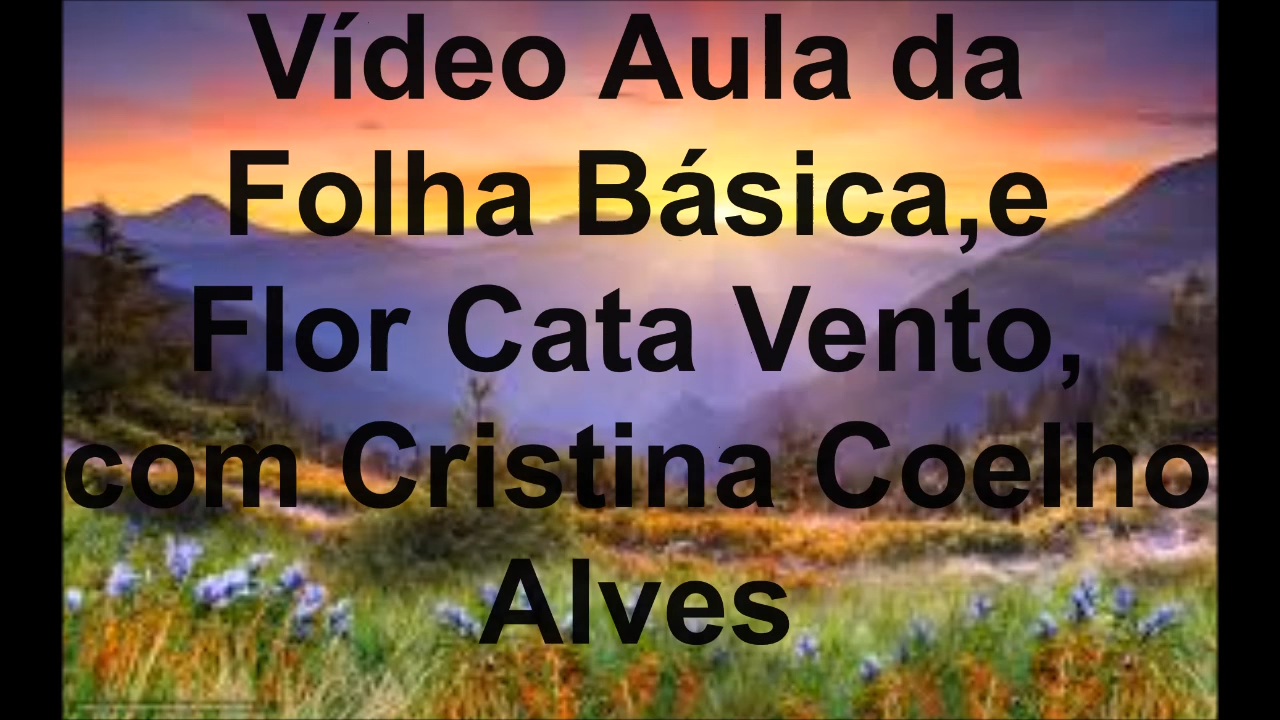 Vídeo Aula da
Folha Básica,e
Flor Cata Vento,
com Cristina Coelho
Alves